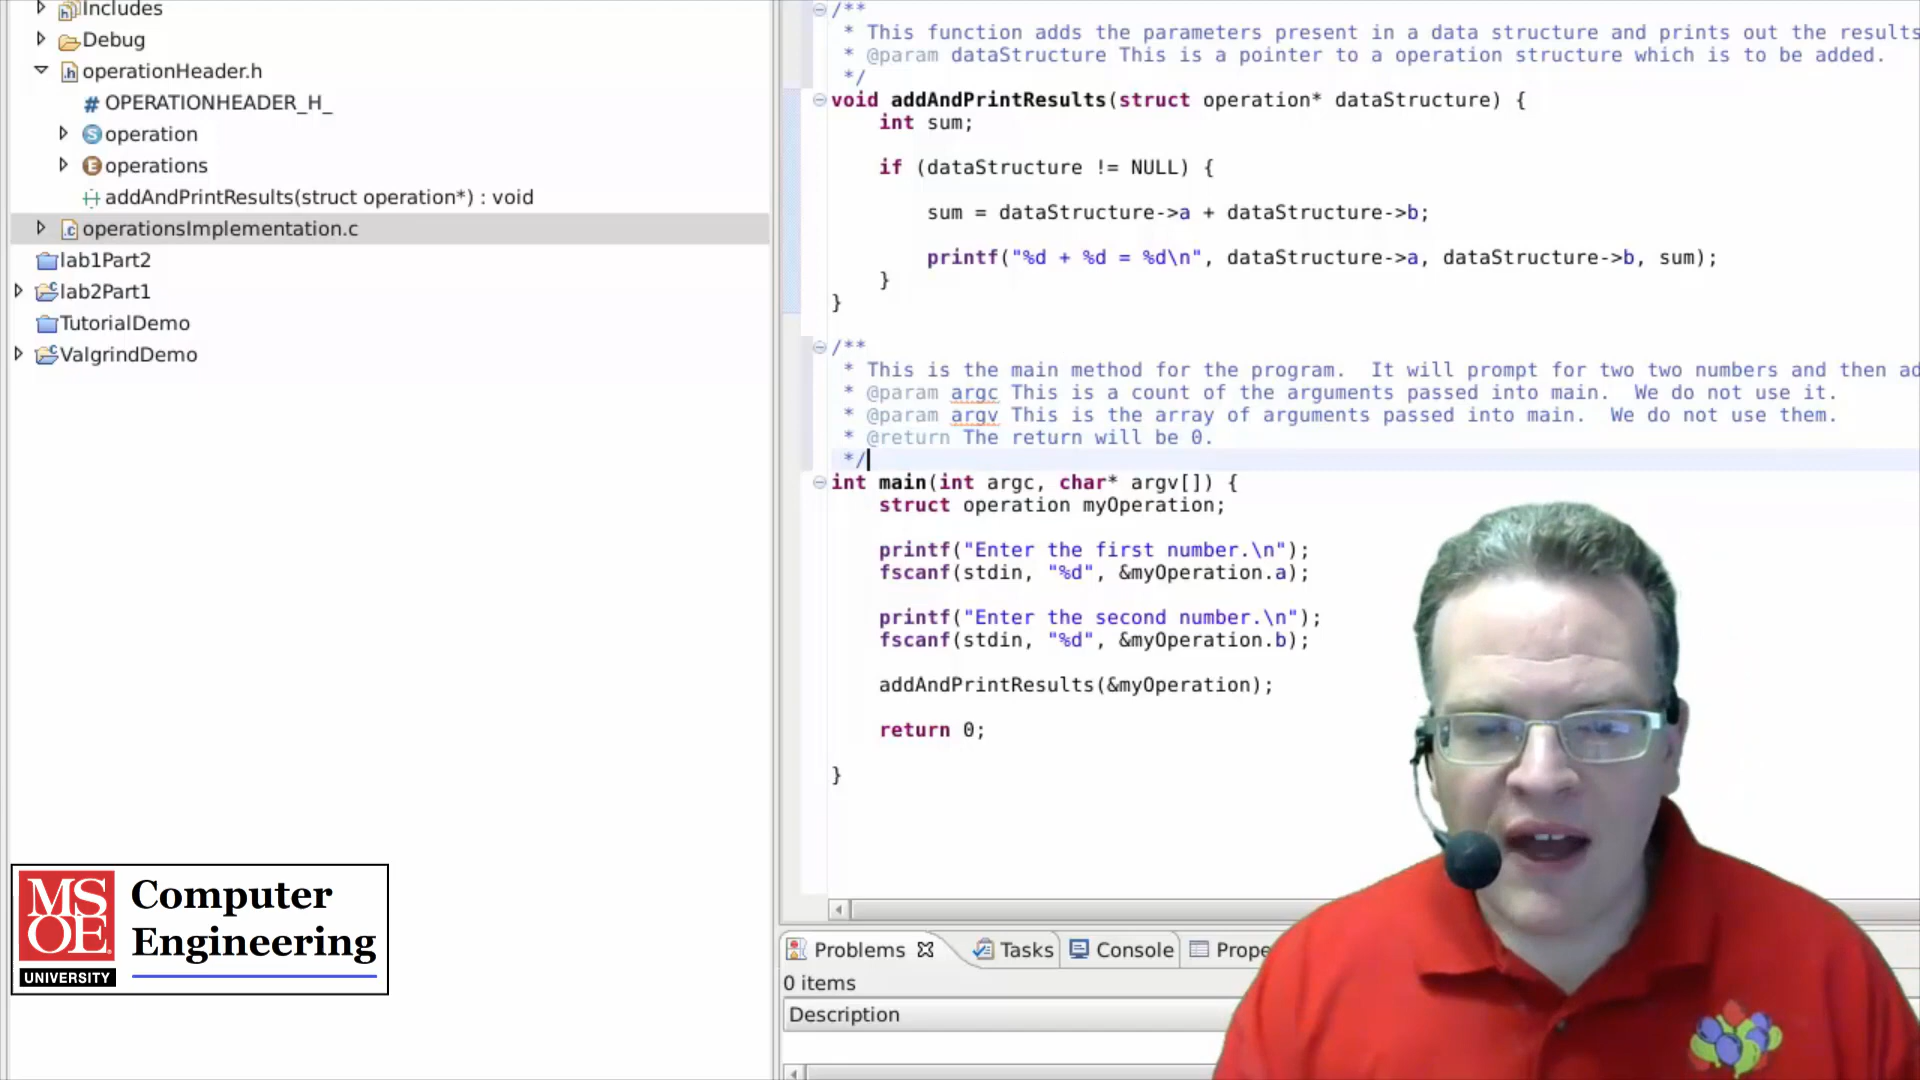 Includes
Debug
operationHeader.h
# OPERATIONHEADER_H_
S operation
E operations
addAndPrintResults(struct operation*) : void
.c operationsImplementation.c
lab1Part2
lab2Part1
TutorialDemo
ValgrindDemo
/**
* This function adds the parameters present in a data structure and prints out the results
* @param dataStructure This is a pointer to a operation structure which is to be added.
*/
void addAndPrintResults(struct operation* dataStructure) {
int sum;
if (dataStructure != NULL) {
sum = dataStructure->a + dataStructure->b;
printf("%d + %d = %d\n", dataStructure->a, dataStructure->b, sum);
}
}
/**
* This is the main method for the program.  It will prompt for two two numbers and then ad
* @param argc This is a count of the arguments passed into main.  We do not use it.
* @param argv This is the array of arguments passed into main.  We do not use them.
* @return The return will be 0.
*/
int main(int argc, char* argv[]) {
struct operation myOperation;
printf("Enter the first number.\n");
fscanf(stdin, "%d", &myOperation.a);
printf("Enter the second number.\n");
fscanf(stdin, "%d", &myOperation.b);
addAndPrintResults(&myOperation);
return 0;
}
Problems
Tasks
Console
Prope
0 items
Description
MS
OE
UNIVERSITY
Computer
Engineering